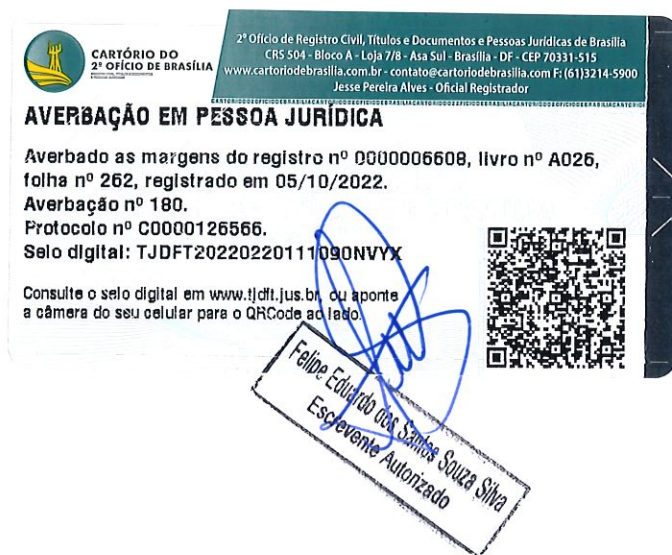 CARTÓRIO DO
2º OFÍCIO DE BRASÍLIA
2º Ofício de Registro Civil, Títulos e Documentos e Pessoas Jurídicas de Brasília
CRS 504 - Bloco A - Loja 7/8 - Asa Sul - Brasília - DF - CEP 70331-515
www.cartoriodebrasilia.com.br - contato@cartoriodebrasilia.com F: (61)3214-5900
Jesse Pereira Alves - Oficial Registrador
AVERBAÇÃO EM PESSOA JURÍDICA
Averbado as margens do registro nº 0000006608, livro nº A026,
folha nº 262, registrado em 05/10/2022.
Averbação nº 180.
Protocolo nº C0000126566.
Selo digital: TJDFT20220220111090NVYX
Consulte o selo digital em www.tjdft.jus.br, ou aponte
a câmera do seu celular para o QRCode ao lado.
Felipe Eduardo dos Santos Souza Silva
Escrevente Autorizado